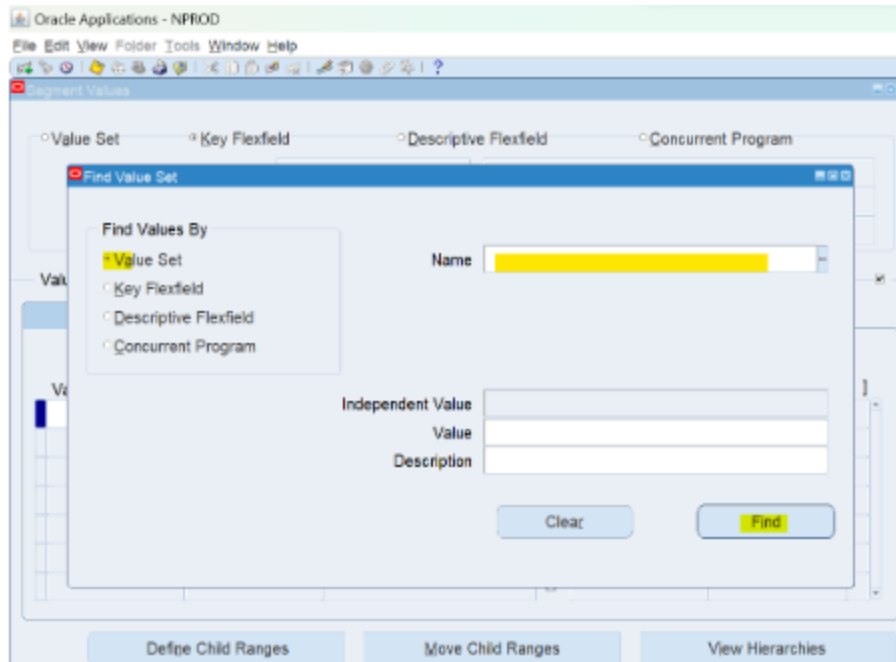 Oracle Applications - NPROD
File Edit View Folder Tools Window Help
Segment Values
Value Set Key Flexfield Descriptive Flexfield Concurrent Program
Find Value Set
Find Values By
Value Set
Name
Key Flexfield
Descriptive Flexfield
Concurrent Program
Independent Value
Value
Description
Clear Find
Define Child Ranges Move Child Ranges View Hierarchies